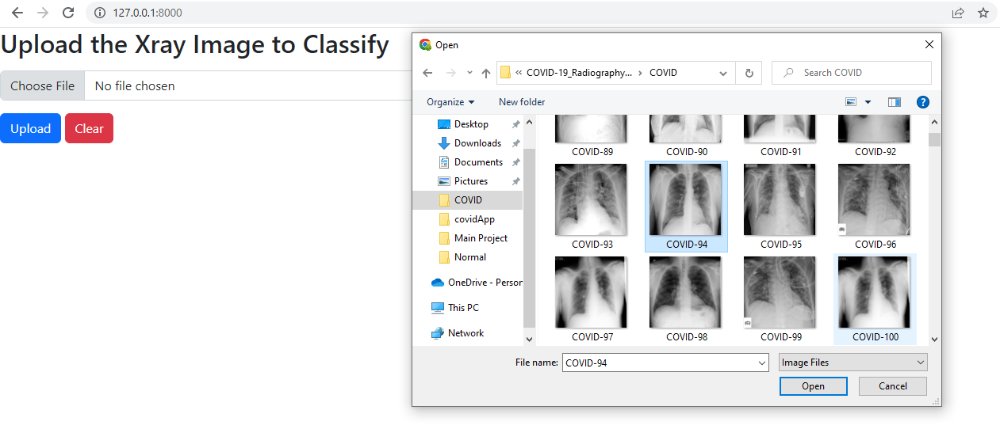 127.0.0.1:8000
Upload the Xray Image to Classify
Choose File No file chosen
Upload Clear
Open
« COVID-19_Radiography... › COVID
Search COVID
Organize New folder
Desktop
Downloads
Documents
Pictures
COVID
covidApp
Main Project
Normal
OneDrive - Person
This PC
Network
COVID-89 COVID-90 COVID-91 COVID-92
COVID-93 COVID-94 COVID-95 COVID-96
COVID-97 COVID-98 COVID-99 COVID-100
File name: COVID-94 Image Files
Open Cancel